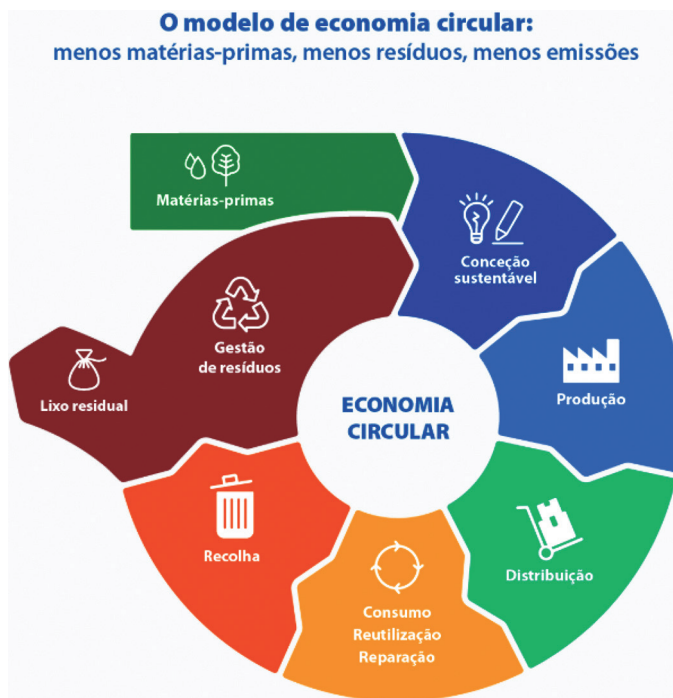 O modelo de economia circular:
menos matérias-primas, menos resíduos, menos emissões
Matérias-primas
Conceção
sustentável
Produção
Distribuição
Consumo
Reutilização
Reparação
Recolha
Gestão
de resíduos
Lixo residual
ECONOMIA
CIRCULAR